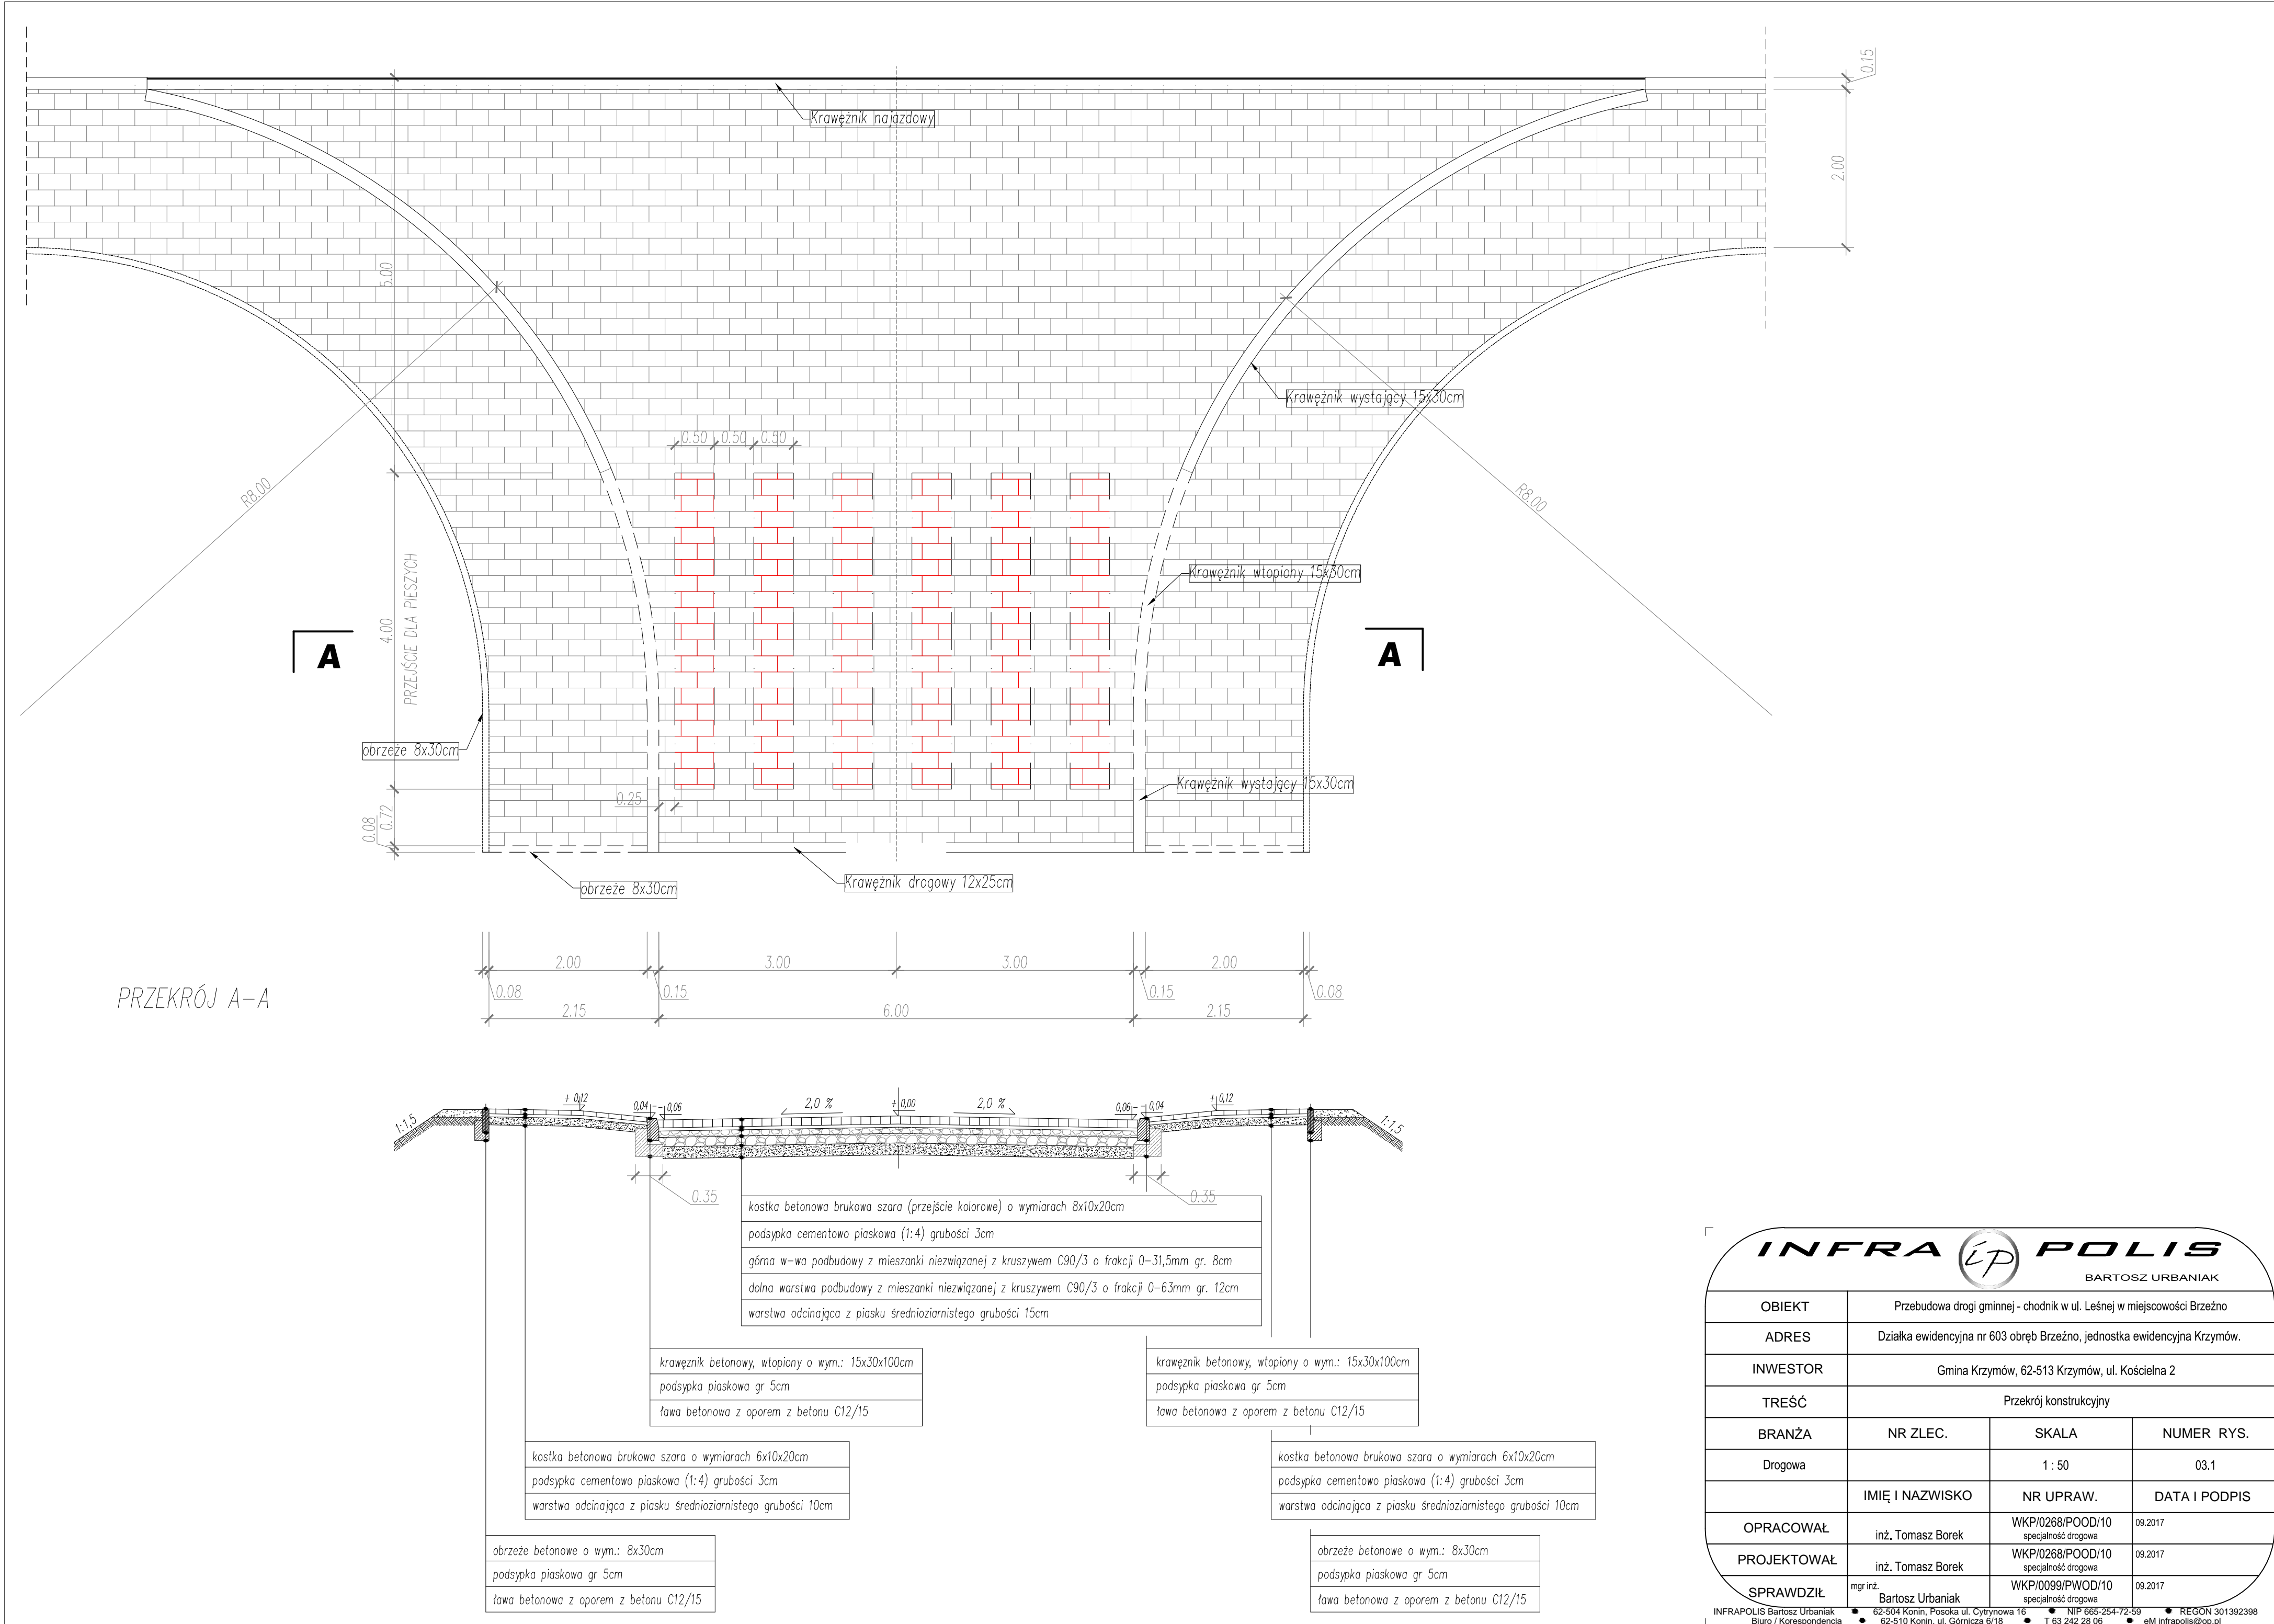 0.15
Krawężnik najazdowy
2.00
5.00
Krawężnik wystający 15x30cm
0.50 0.50 0.50
R8.00
R8.00
Krawężnik wtopiony 15x30cm
4.00
PRZEJŚCIE DLA PIESZYCH
A
A
obrzeże 8x30cm
Krawężnik wystający 15x30cm
0.25
0.08
0.72
obrzeże 8x30cm
Krawężnik drogowy 12x25cm
2.00 3.00 3.00 2.00
0.08 0.15 0.15 0.08
2.15 6.00 2.15
PRZEKRÓJ A-A
1:1,5
+ 0,12
0,04
- 0,06
2,0 %
+ 0,00
2,0 %
0,06 -
- 0,04
+ 0,12
1:1,5
0.35
0.35
kostka betonowa brukowa szara (przejście kolorowe) o wymiarach 8x10x20cm
podsypka cementowo piaskowa (1:4) grubości 3cm
górna w-wa podbudowy z mieszanki niezwiązanej z kruszywem C90/3 o frakcji 0-31,5mm gr. 8cm
dolna warstwa podbudowy z mieszanki niezwiązanej z kruszywem C90/3 o frakcji 0-63mm gr. 12cm
warstwa odcinająca z piasku średnioziarnistego grubości 15cm
krawężnik betonowy, wtopiony o wym.: 15x30x100cm
podsypka piaskowa gr 5cm
ława betonowa z oporem z betonu C12/15
krawężnik betonowy, wtopiony o wym.: 15x30x100cm
podsypka piaskowa gr 5cm
ława betonowa z oporem z betonu C12/15
kostka betonowa brukowa szara o wymiarach 6x10x20cm
podsypka cementowo piaskowa (1:4) grubości 3cm
warstwa odcinająca z piasku średnioziarnistego grubości 10cm
kostka betonowa brukowa szara o wymiarach 6x10x20cm
podsypka cementowo piaskowa (1:4) grubości 3cm
warstwa odcinająca z piasku średnioziarnistego grubości 10cm
obrzeże betonowe o wym.: 8x30cm
podsypka piaskowa gr 5cm
ława betonowa z oporem z betonu C12/15
obrzeże betonowe o wym.: 8x30cm
podsypka piaskowa gr 5cm
ława betonowa z oporem z betonu C12/15
INFRA ip POLIS
BARTOSZ URBANIAK
OBIEKT Przebudowa drogi gminnej - chodnik w ul. Leśnej w miejscowości Brzeźno
ADRES Działka ewidencyjna nr 603 obręb Brzeźno, jednostka ewidencyjna Krzymów.
INWESTOR Gmina Krzymów, 62-513 Krzymów, ul. Kościelna 2
TREŚĆ Przekrój konstrukcyjny
BRANŻA NR ZLEC. SKALA NUMER RYS.
Drogowa 1 : 50 03.1
IMIĘ I NAZWISKO NR UPRAW. DATA I PODPIS
OPRACOWAŁ inż. Tomasz Borek WKP/0268/POOD/10 specjalność drogowa 09.2017
PROJEKTOWAŁ inż. Tomasz Borek WKP/0268/POOD/10 specjalność drogowa 09.2017
SPRAWDZIŁ mgr inż. Bartosz Urbaniak WKP/0099/PWOD/10 specjalność drogowa 09.2017
INFRAPOLIS Bartosz Urbaniak ● 62-504 Konin, Posoka ul. Cytrynowa 16 ● NIP 665-254-72-59 ● REGON 301392398
Biuro / Korespondencja ● 62-510 Konin, ul. Górnicza 6/18 ● T 63 242 28 06 ● eM infrapolis@op.pl